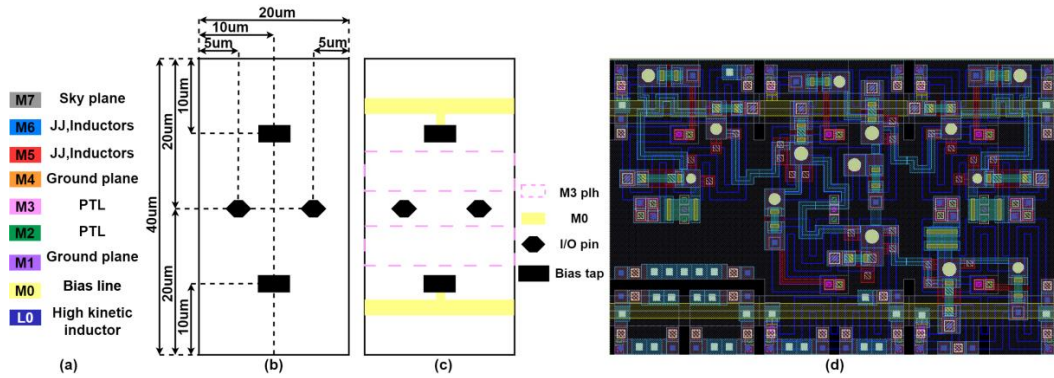 M7 Sky plane
M6 JJ,Inductors
M5 JJ,Inductors
M4 Ground plane
M3 PTL
M2 PTL
M1 Ground plane
M0 Bias line
L0 High kinetic
inductor
(a)
20um
10um
5um
5um
10um
20um
40um
20um
10um
(b)
(c)
M3 plh
M0
I/O pin
Bias tap
(d)